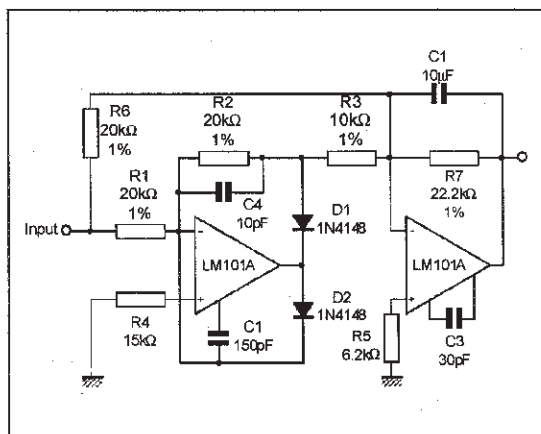 C1
10µF
R6
20kΩ
1%
R2
20kΩ
1%
R3
10kΩ
1%
R1
20kΩ
1%
C4
10pF
R7
22.2kΩ
1%
Input
D1
1N4148
- LM101A +
- LM101A +
D2
1N4148
R4
15kΩ
C1
150pF
R5
6.2kΩ
C3
30pF